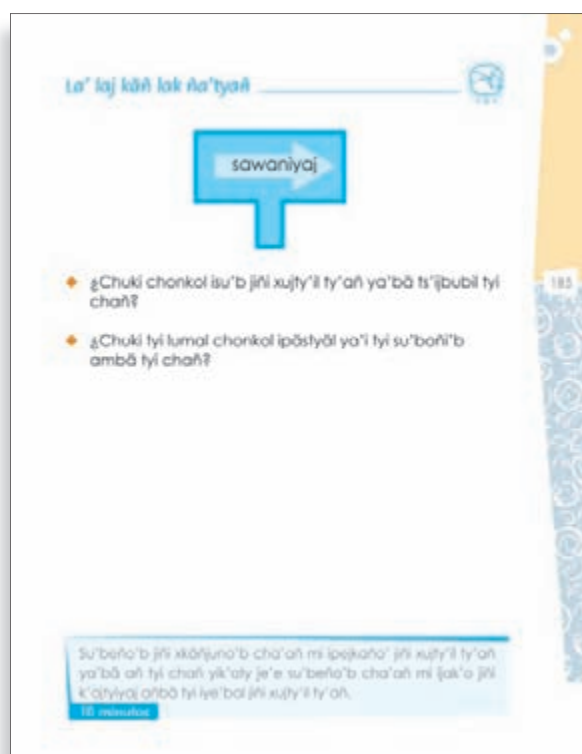 La' laj käñ lak ña'tyañ
sawaniyaj
¿Chuki chonkol isu'b jiñi xujty'il ty'añ ya'bä ts'ijbubil tyi
chañ?
¿Chuki tyi lumal chonkol ipästyäl ya'i tyi su'boñi'b
ambä tyi chañ?
185
Su'beño'b jiñi xkäñjuno'b cha'añ mi ipejkaño' jiñi xujty'il ty'añ
ya'bä añ tyi chañ yik'oty je'e su'beño'b cha'añ mi ijak'o jiñi
k'ajtyiyaj añbä tyi iye'bal jiñi xujty'il ty'añ.
10 minutos